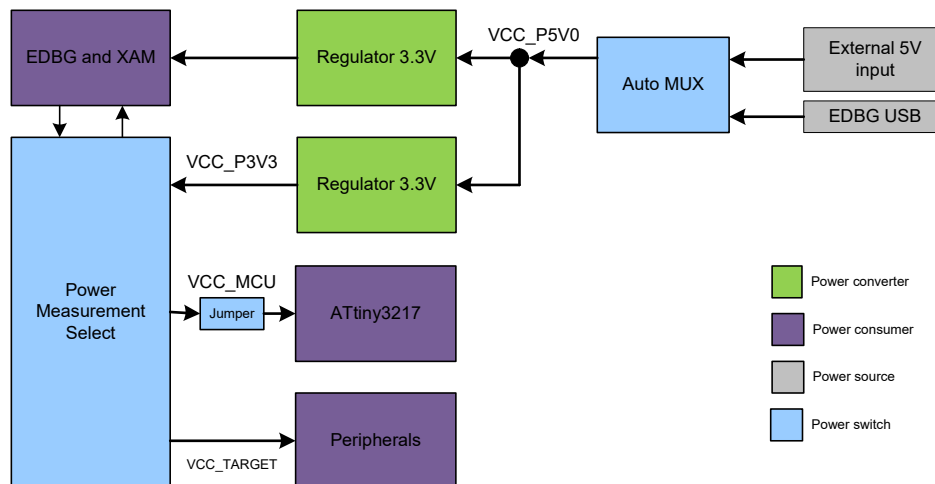 EDBG and XAM
Regulator 3.3V
VCC_P5V0
Auto MUX
External 5V
input
EDBG USB
VCC_P3V3
Regulator 3.3V
Power
Measurement
Select
VCC_MCU
Jumper
ATtiny3217
VCC_TARGET
Peripherals
Power converter
Power consumer
Power source
Power switch